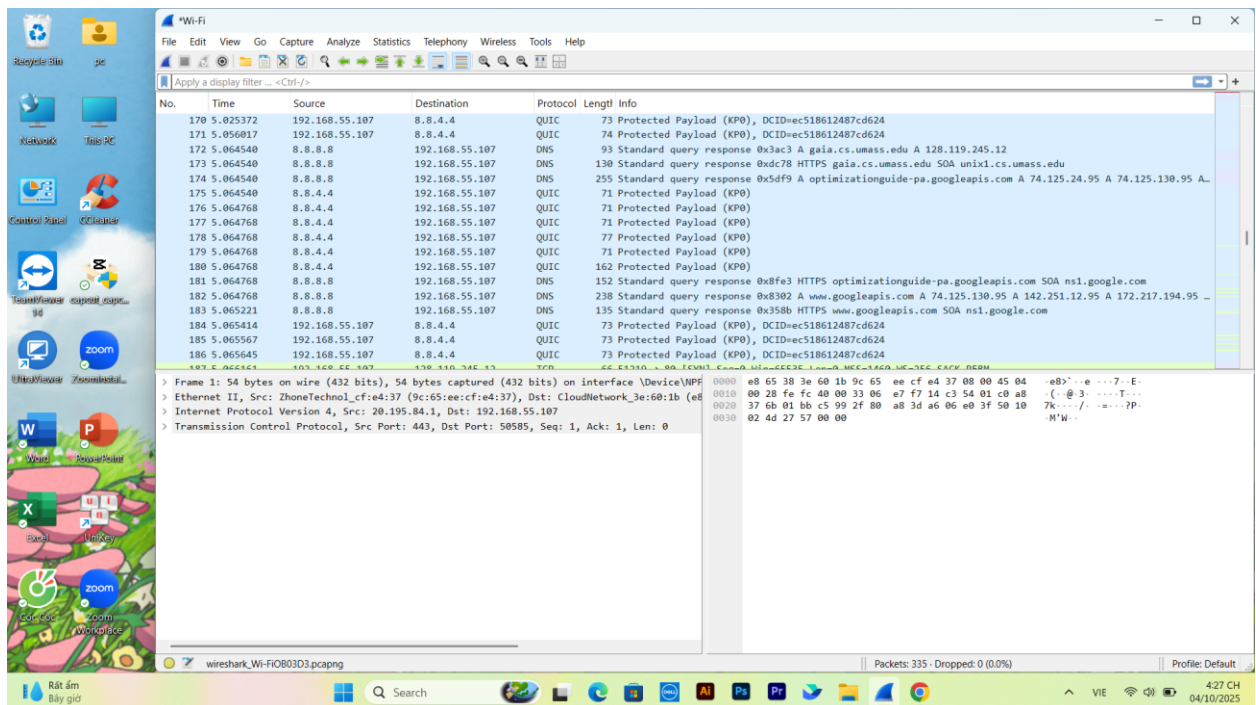 *Wi-Fi
File Edit View Go Capture Analyze Statistics Telephony Wireless Tools Help
Apply a display filter ... <Ctrl-/>
No. Time Source Destination Protocol Length Info
170 5.025372 192.168.55.107 8.8.4.4 QUIC 73 Protected Payload (KP0), DCID=ec518612487cd624
171 5.056017 192.168.55.107 8.8.4.4 QUIC 74 Protected Payload (KP0), DCID=ec518612487cd624
172 5.064540 8.8.8.8 192.168.55.107 DNS 93 Standard query response 0x3ac3 A gaia.cs.umass.edu A 128.119.245.12
173 5.064540 8.8.8.8 192.168.55.107 DNS 130 Standard query response 0xdc78 HTTPS gaia.cs.umass.edu SOA unix1.cs.umass.edu
174 5.064540 8.8.8.8 192.168.55.107 DNS 255 Standard query response 0x5df9 A optimizationguide-pa.googleapis.com A 74.125.24.95 A 74.125.130.95 A…
175 5.064540 8.8.4.4 192.168.55.107 QUIC 71 Protected Payload (KP0)
176 5.064768 8.8.4.4 192.168.55.107 QUIC 71 Protected Payload (KP0)
177 5.064768 8.8.4.4 192.168.55.107 QUIC 71 Protected Payload (KP0)
178 5.064768 8.8.4.4 192.168.55.107 QUIC 77 Protected Payload (KP0)
179 5.064768 8.8.4.4 192.168.55.107 QUIC 71 Protected Payload (KP0)
180 5.064768 8.8.4.4 192.168.55.107 QUIC 162 Protected Payload (KP0)
181 5.064768 8.8.8.8 192.168.55.107 DNS 152 Standard query response 0x8fe3 HTTPS optimizationguide-pa.googleapis.com SOA ns1.google.com
182 5.064768 8.8.8.8 192.168.55.107 DNS 238 Standard query response 0x8302 A www.googleapis.com A 74.125.130.95 A 142.251.12.95 A 172.217.194.95 …
183 5.065221 8.8.8.8 192.168.55.107 DNS 135 Standard query response 0x358b HTTPS www.googleapis.com SOA ns1.google.com
184 5.065414 192.168.55.107 8.8.4.4 QUIC 73 Protected Payload (KP0), DCID=ec518612487cd624
185 5.065567 192.168.55.107 8.8.4.4 QUIC 73 Protected Payload (KP0), DCID=ec518612487cd624
186 5.065645 192.168.55.107 8.8.4.4 QUIC 73 Protected Payload (KP0), DCID=ec518612487cd624
Frame 1: 54 bytes on wire (432 bits), 54 bytes captured (432 bits) on interface \Device\NPF
Ethernet II, Src: ZhoneTechnol_cf:e4:37 (9c:65:ee:cf:e4:37), Dst: CloudNetwork_3e:60:1b (e8
Internet Protocol Version 4, Src: 20.195.84.1, Dst: 192.168.55.107
Transmission Control Protocol, Src Port: 443, Dst Port: 50585, Seq: 1, Ack: 1, Len: 0
0000 e8 65 38 3e 60 1b 9c 65 ee cf e4 37 08 00 45 04 ·e8>`··e ···7··E·
0010 00 28 fe fc 40 00 33 06 e7 f7 14 c3 54 01 c0 a8 ·(··@·3· ····T···
0020 37 6b 01 bb c5 99 2f 80 a8 3d a6 06 e0 3f 50 10 7k····/· ·=···?P·
0030 02 4d 27 57 00 00 ·M'W··
wireshark_Wi-FiOB03D3.pcapng
Packets: 335 · Dropped: 0 (0.0%)
Profile: Default
Recycle Bin
pc
Network
This PC
Control Panel
CCleaner
TeamViewer
capcut_capc...
UltraViewer
zoom
ZoomInstal...
Word
PowerPoint
Excel
UniKey
Cốc Cốc
zoom
Zoom Workplace
Rất ấm
Bây giờ
Search
VIE
4:27 CH
04/10/2025